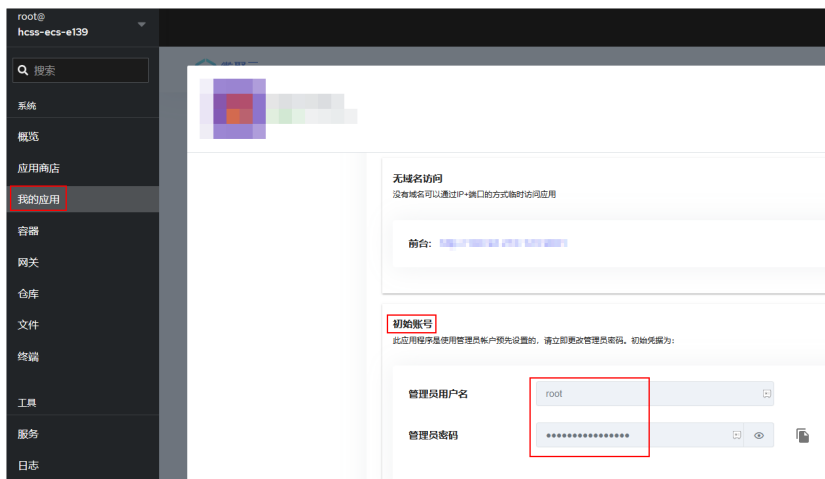 root@
hcss-ecs-e139
搜索
系统
概览
应用商店
我的应用
容器
网关
仓库
文件
终端
工具
服务
日志
无域名访问
没有域名可以通过IP+端口的方式临时访问应用
前台:
初始账号
此应用程序是使用管理员帐户预先设置的，请立即更改管理员密码。初始凭据为:
管理员用户名
root
管理员密码
••••••••••••••••